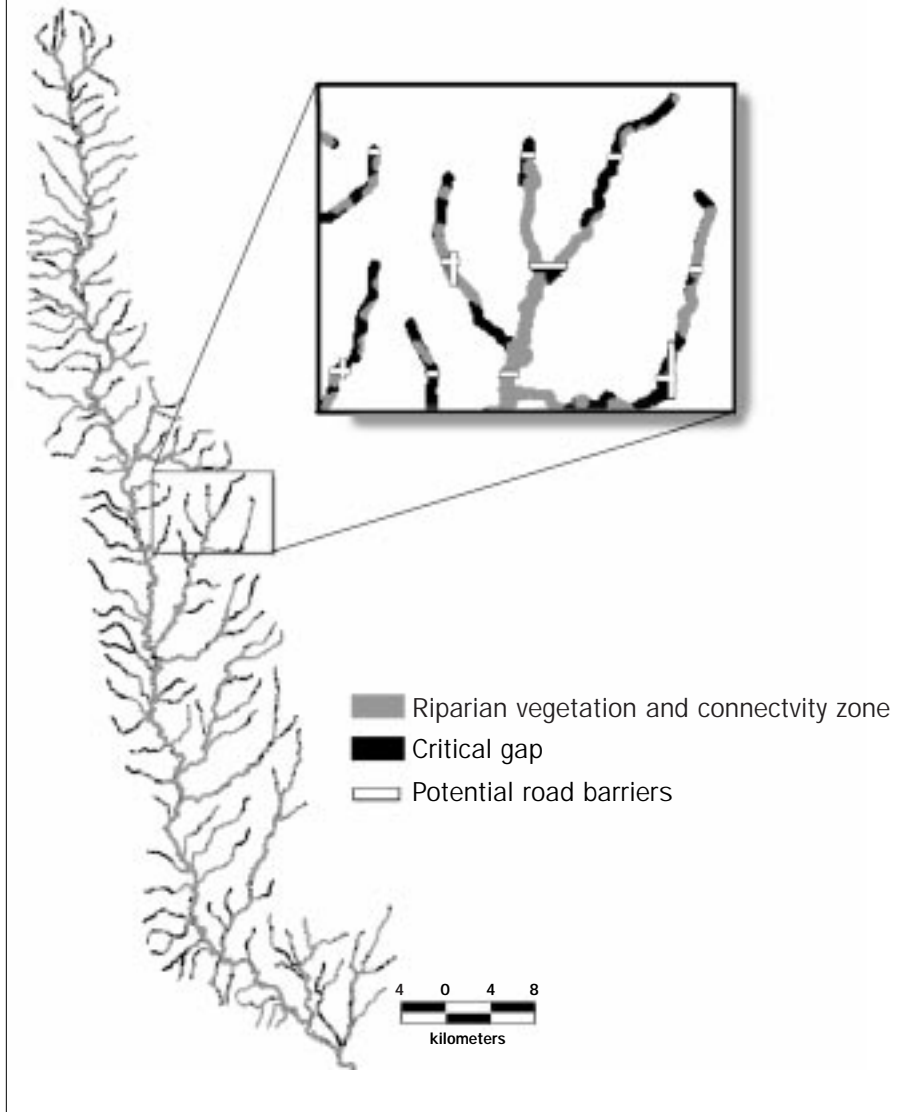 Riparian vegetation and connectvity zone
Critical gap
Potential road barriers
4 0 4 8
kilometers